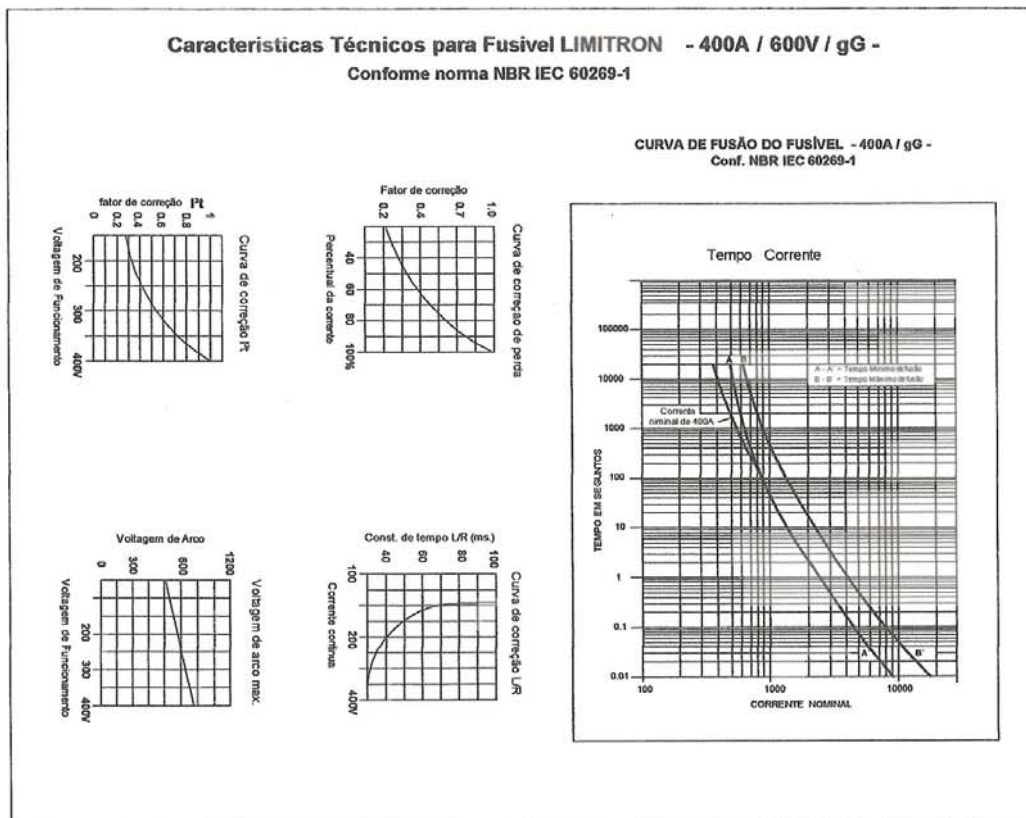 Caracteristicas Técnicos para Fusivel LIMITRON - 400A / 600V / gG -
Conforme norma NBR IEC 60269-1
fator de correção I²t
0 0.2 0.4 0.6 0.8 1
200 300 400V
Voltagem de Funcionamento
Curva de correção I²t
Fator de correção
0.2 0.4 0.7 1.0
40 60 80 100%
Percentual da corrente
Curva de correçao de perda
Voltagem de Arco
0 300 600 1200
200 300 400V
Voltagem de Funcionamento
Voltagem de arco max.
Const. de tempo L/R (ms.)
40 60 80 100
100 200 400V
Corrente continua
Curva de correção L/R
CURVA DE FUSÃO DO FUSÍVEL - 400A / gG -
Conf. NBR IEC 60269-1
Tempo Corrente
100000
10000
1000
100
10
1
0.1
0.01
TEMPO EM SEGUNTOS
A B
A - A' = Tempo Mínimo de fusão
B - B' = Tempo Máximo de fusão
Corrente
niminal de 400A
A' B'
100 1000 10000
CORRENTE NOMINAL